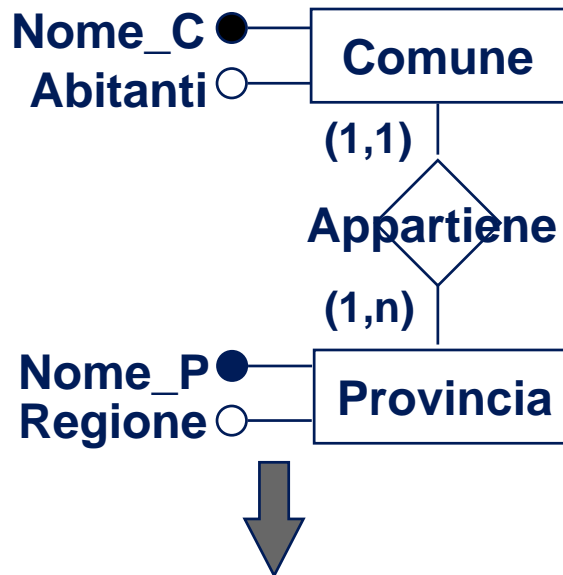 Nome_C
Comune
Abitanti
(1,1)
Appartiene
(1,n)
Nome_P
Provincia
Regione